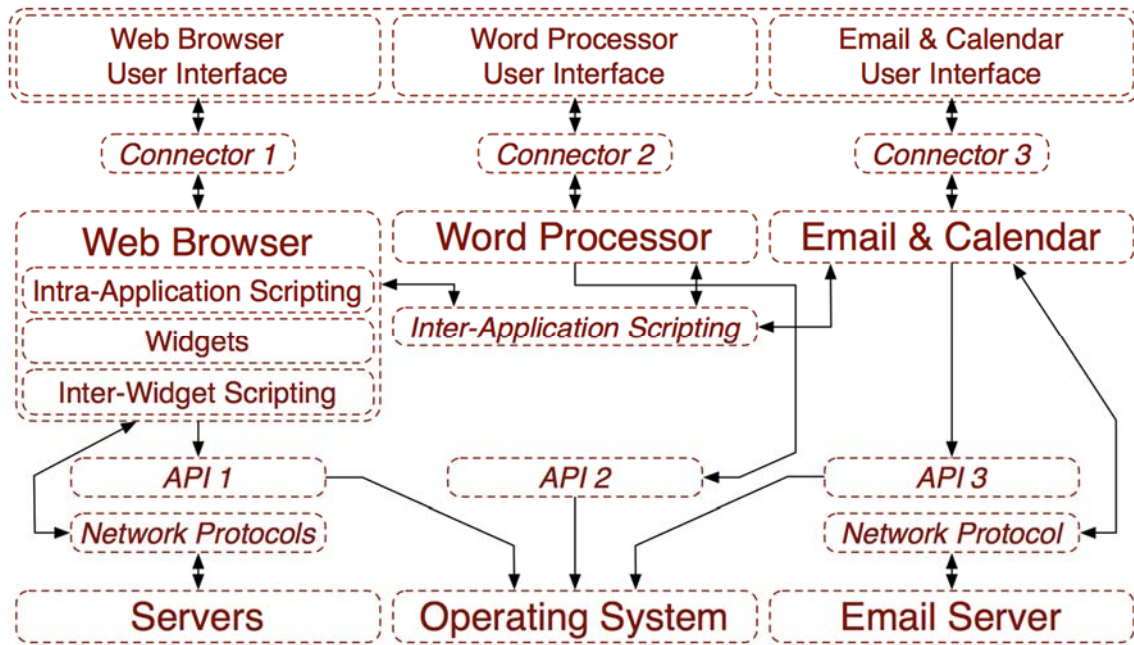 Web Browser
User Interface
Word Processor
User Interface
Email & Calendar
User Interface
Connector 1
Connector 2
Connector 3
Web Browser
Word Processor
Email & Calendar
Intra-Application Scripting
Inter-Application Scripting
Widgets
Inter-Widget Scripting
API 1
API 2
API 3
Network Protocols
Network Protocol
Servers
Operating System
Email Server